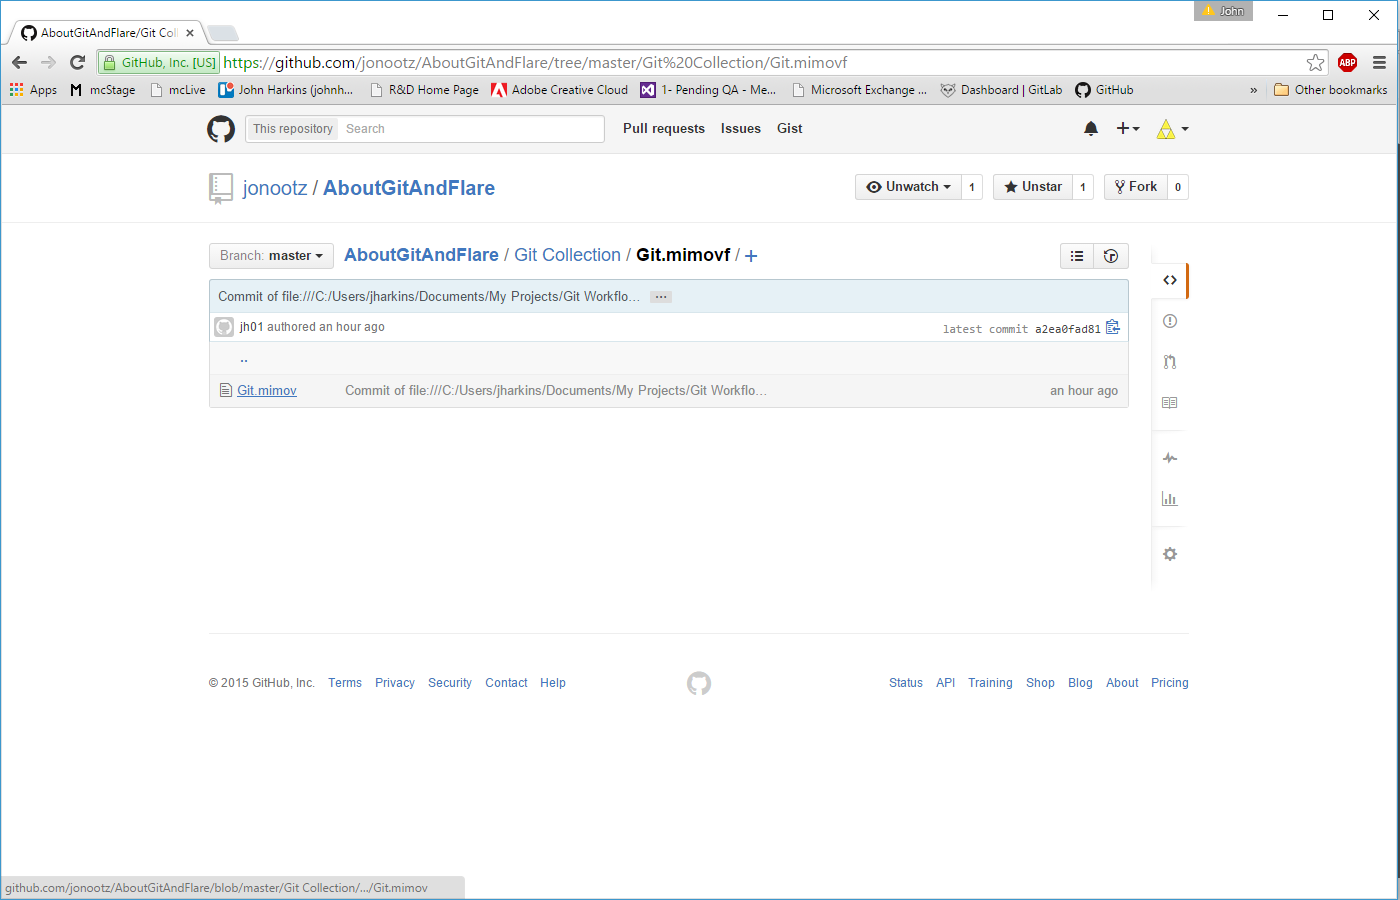 John
AboutGitAndFlare/Git Col
GitHub, Inc. [US] https://github.com/jonootz/AboutGitAndFlare/tree/master/Git%20Collection/Git.mimovf ABP
Apps mcStage mcLive John Harkins (johnh... R&D Home Page Adobe Creative Cloud 1- Pending QA - Me... Microsoft Exchange ... Dashboard | GitLab GitHub » Other bookmarks
This repository Search Pull requests Issues Gist
jonootz / AboutGitAndFlare Unwatch 1 Unstar 1 Fork 0
Branch: master AboutGitAndFlare / Git Collection / Git.mimovf / +
Commit of file:///C:/Users/jharkins/Documents/My Projects/Git Workflo… …
jh01 authored an hour ago latest commit a2ea0fad81
..
Git.mimov Commit of file:///C:/Users/jharkins/Documents/My Projects/Git Workflo… an hour ago
© 2015 GitHub, Inc. Terms Privacy Security Contact Help Status API Training Shop Blog About Pricing
github.com/jonootz/AboutGitAndFlare/blob/master/Git Collection/.../Git.mimov